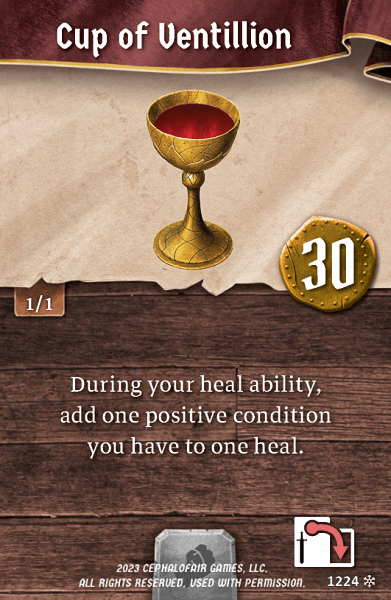 Cup of Ventillion
30
1/1
During your heal ability,
add one positive condition
you have to one heal.
2023 CEPHALOFAIR GAMES, LLC.
ALL RIGHTS RESERVED. USED WITH PERMISSION.
1224